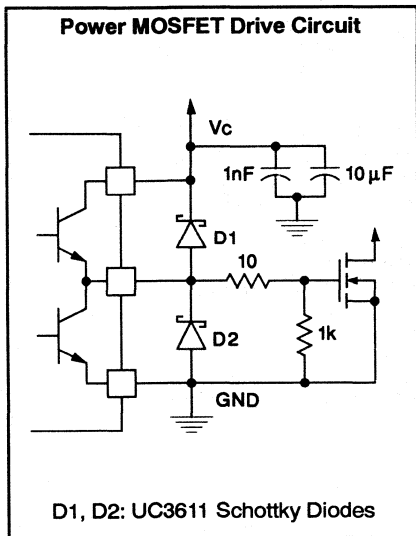 Power MOSFET Drive Circuit
Vc
1nF
10 µF
D1
10
D2
1k
GND
D1, D2: UC3611 Schottky Diodes